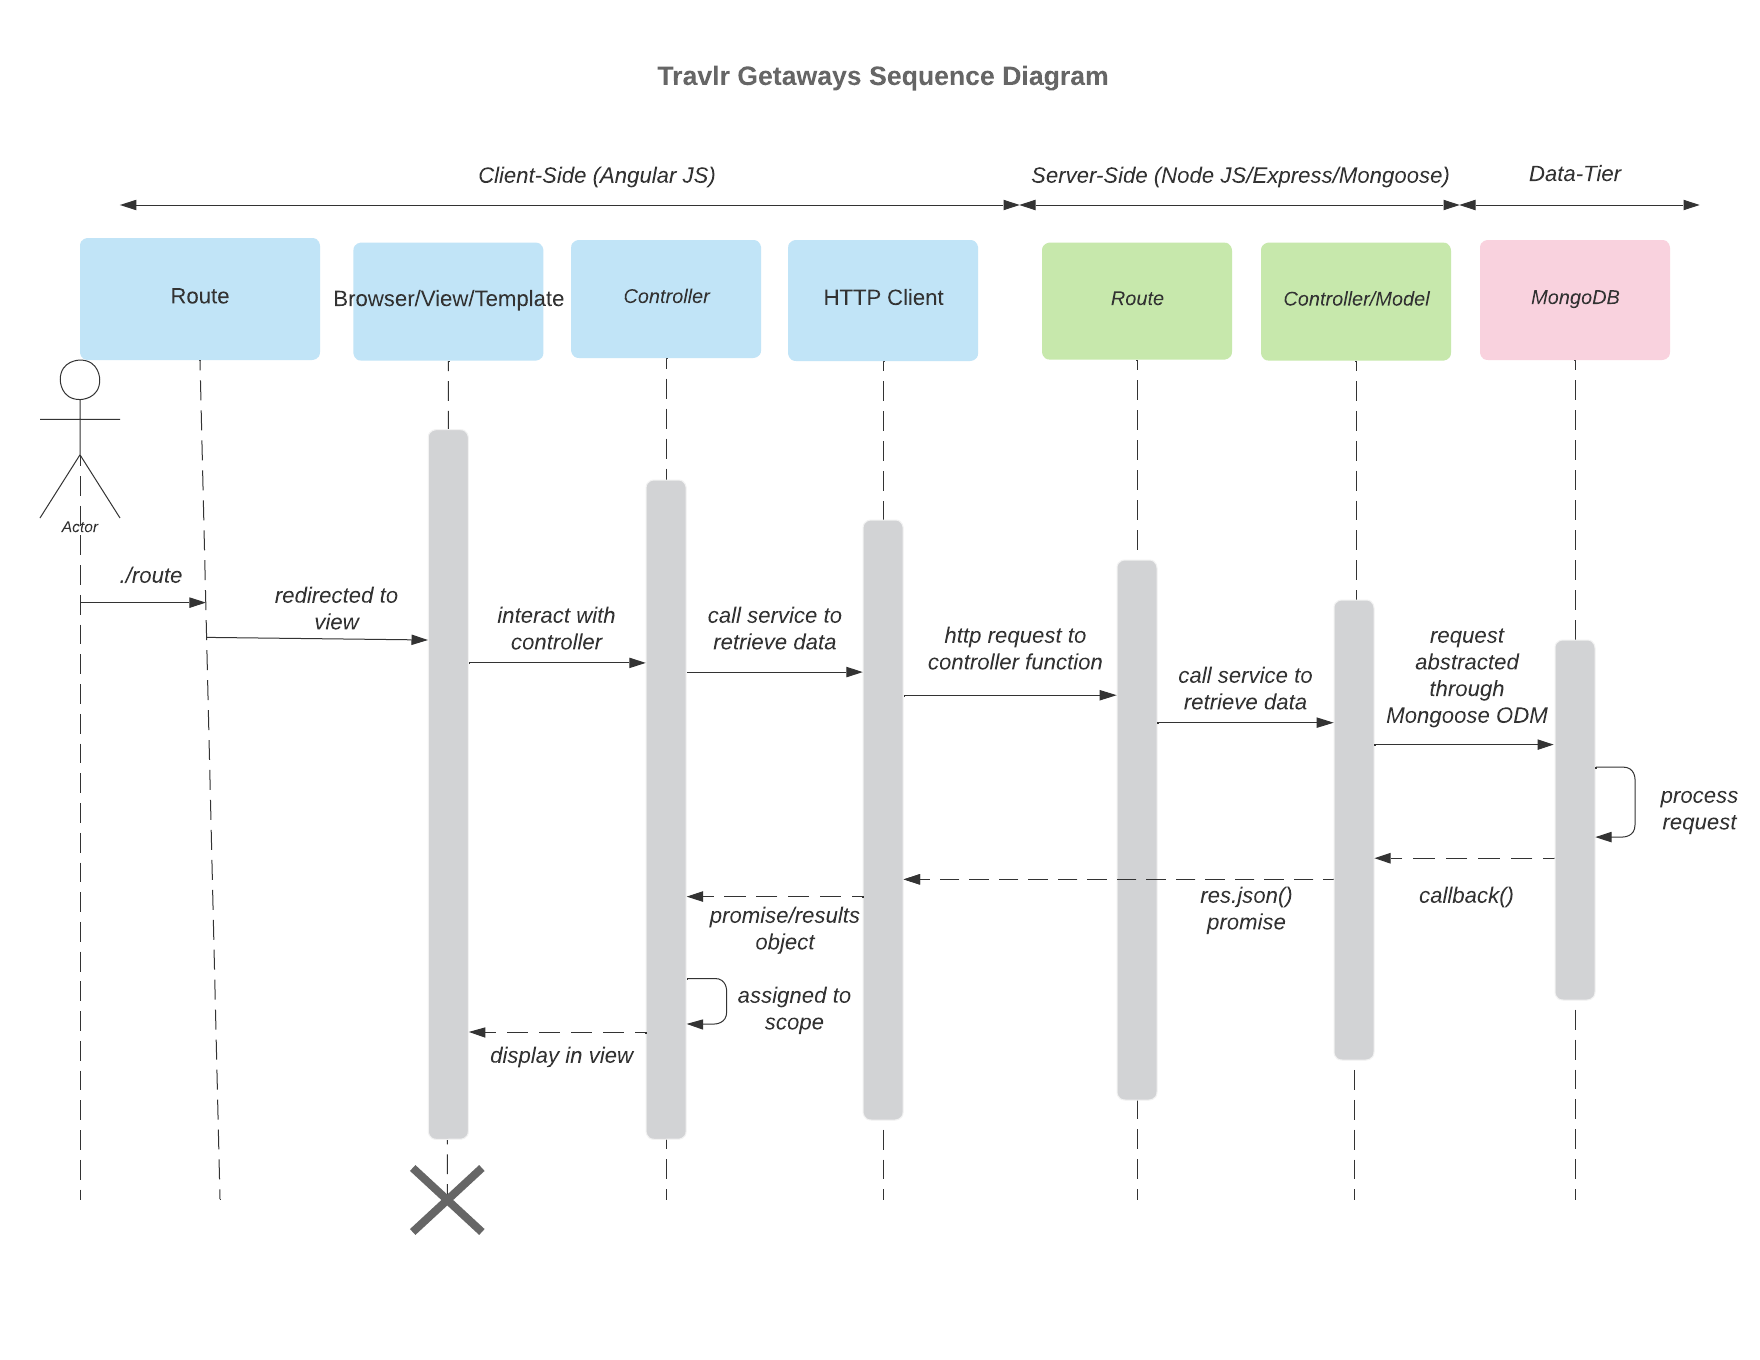 Travlr Getaways Sequence Diagram
Client-Side (Angular JS)
Server-Side (Node JS/Express/Mongoose)
Data-Tier
Route
Browser/View/Template
Controller
HTTP Client
Route
Controller/Model
MongoDB
Actor
./route
redirected to
view
interact with
controller
call service to
retrieve data
http request to
controller function
call service to
retrieve data
request
abstracted
through
Mongoose ODM
process
request
callback()
res.json()
promise
promise/results
object
assigned to
scope
display in view